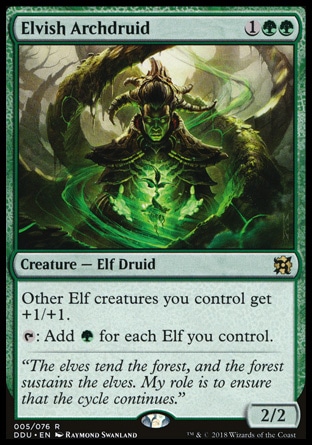 Elvish Archdruid 1
Creature — Elf Druid
Other Elf creatures you control get
+1/+1.
: Add for each Elf you control.
“The elves tend the forest, and the forest
sustains the elves. My role is to ensure
that the cycle continues.”
2/2
005/076 R
DDU • EN RAYMOND SWANLAND
™ & © 2018 Wizards of the Coast